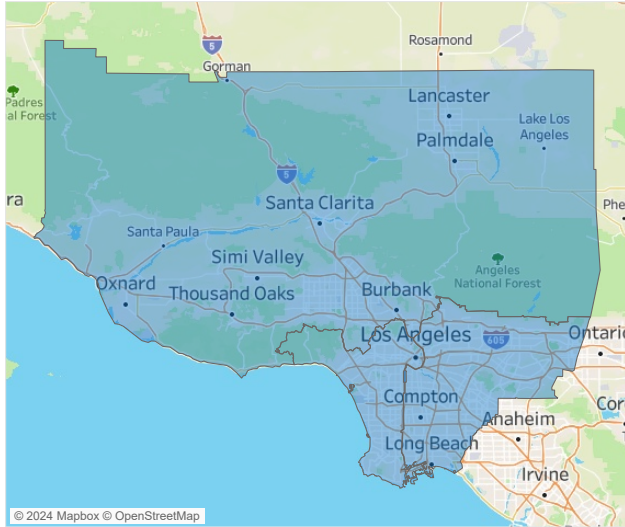 5
Rosamond
Gorman
Lancaster
Padres
al Forest
Lake Los
Angeles
Palmdale
5
ra
Santa Clarita
Phe
Santa Paula
Simi Valley
Angeles
National Forest
Oxnard
Thousand Oaks
Burbank
Los Angeles
605
Ontario
Compton
Cor
Anaheim
Long Beach
Irvine
© 2024 Mapbox © OpenStreetMap